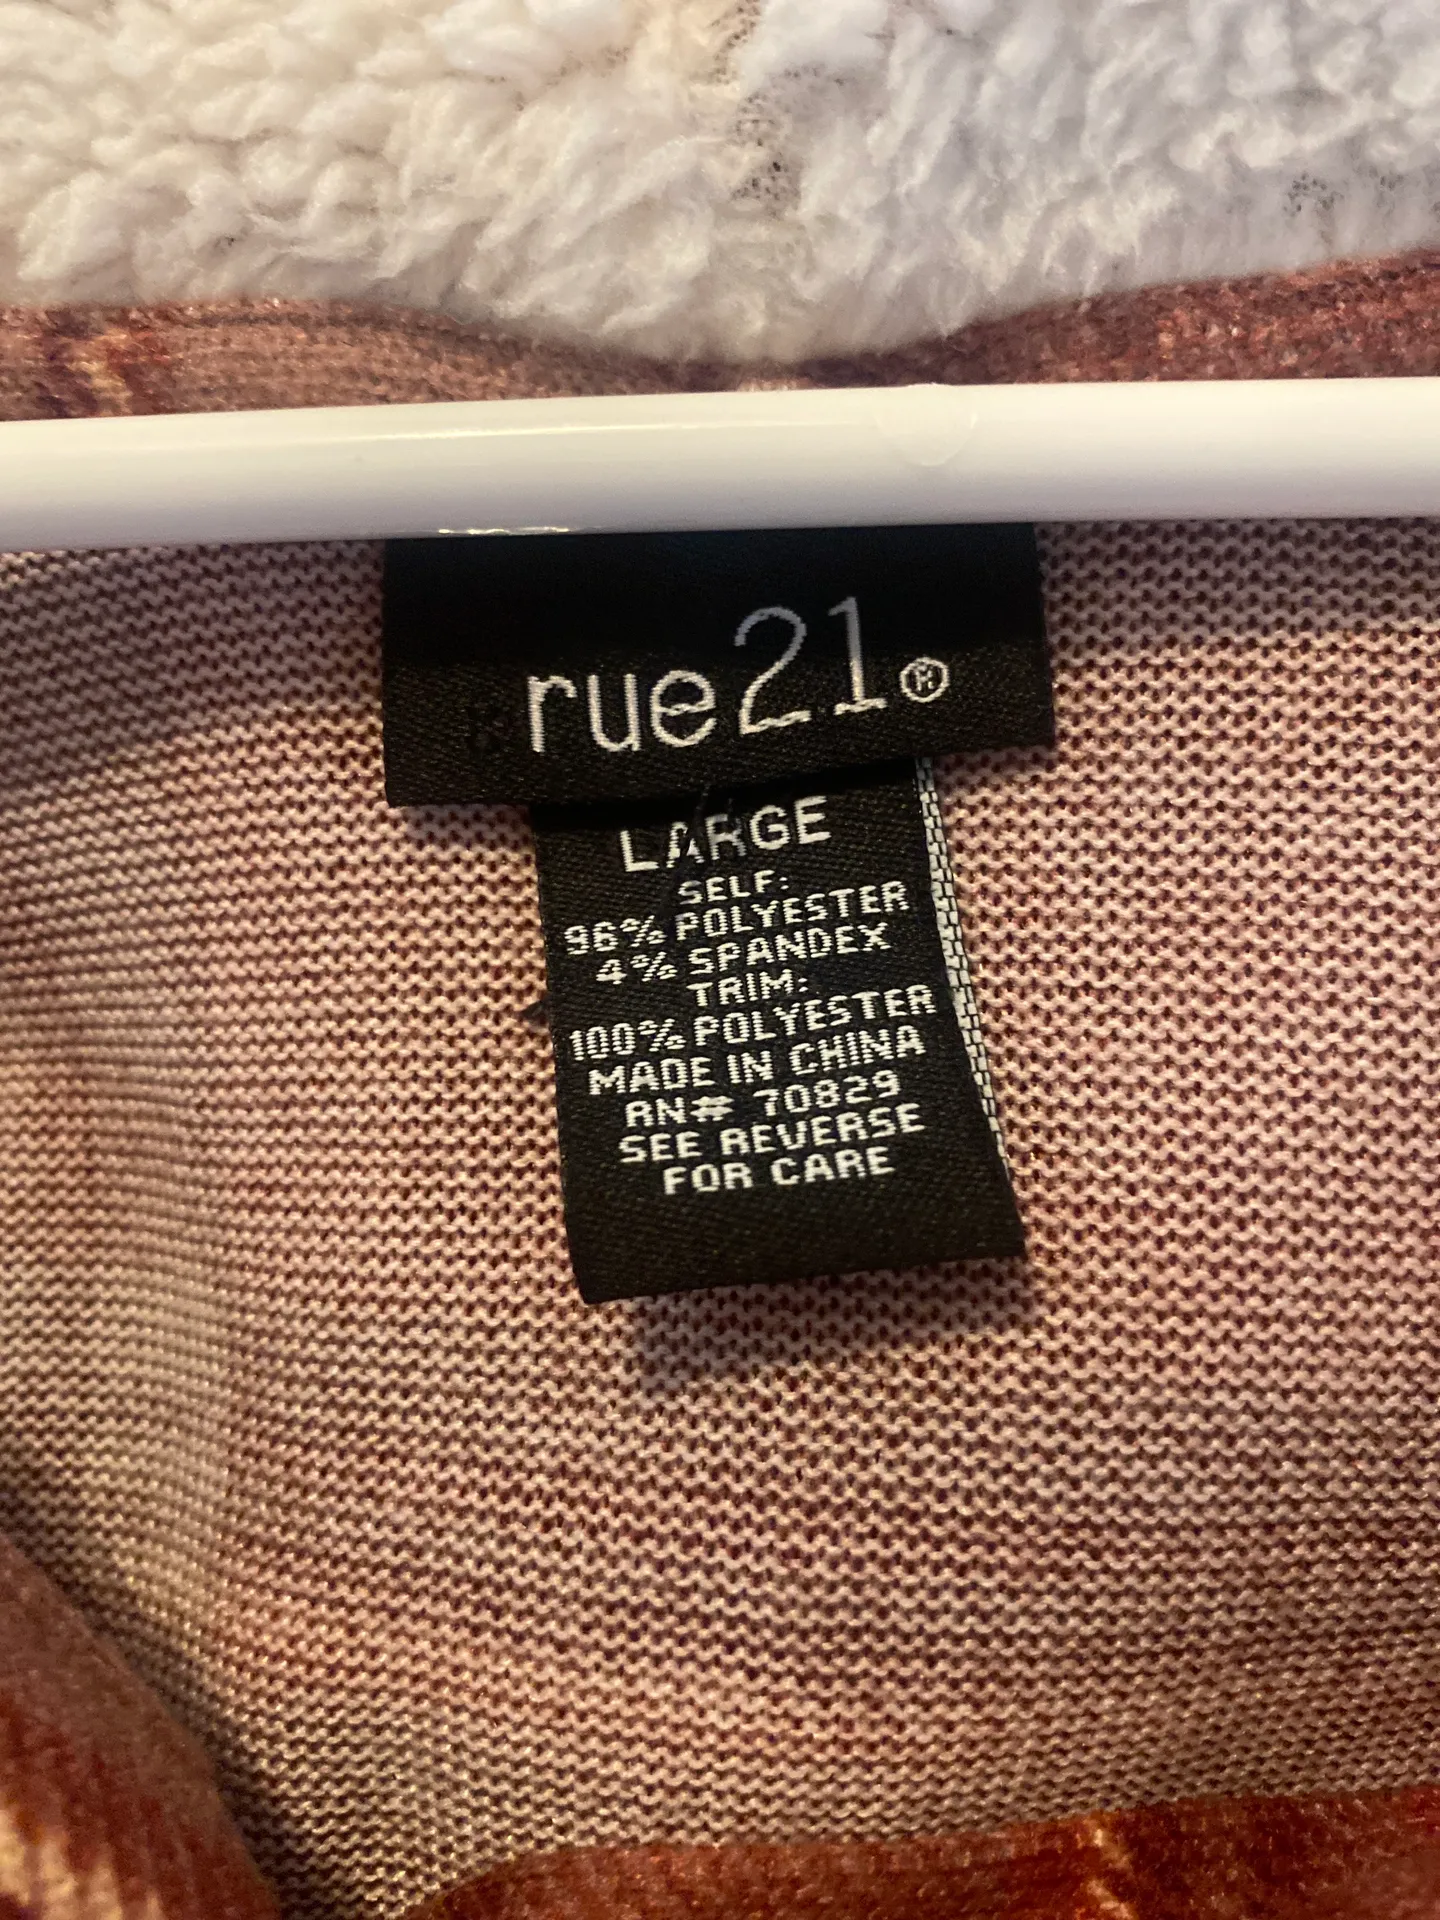 rue21®
LARGE
SELF:
96% POLYESTER
4% SPANDEX
TRIM:
100% POLYESTER
MADE IN CHINA
RN# 70829
SEE REVERSE
FOR CARE